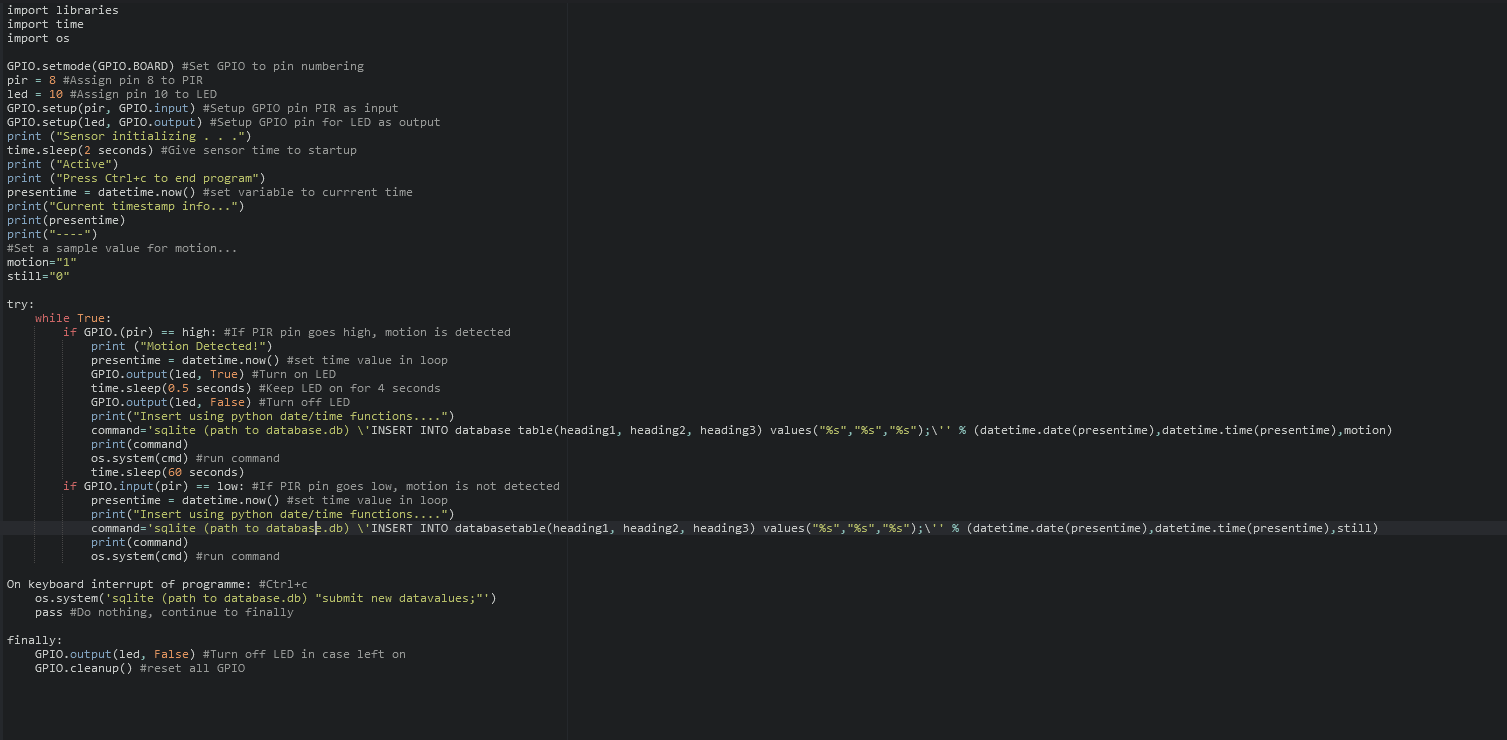 import libraries
import time
import os

GPIO.setmode(GPIO.BOARD) #Set GPIO to pin numbering
pir = 8 #Assign pin 8 to PIR
led = 10 #Assign pin 10 to LED
GPIO.setup(pir, GPIO.input) #Setup GPIO pin PIR as input
GPIO.setup(led, GPIO.output) #Setup GPIO pin for LED as output
print ("Sensor initializing . . .")
time.sleep(2 seconds) #Give sensor time to startup
print ("Active")
print ("Press Ctrl+c to end program")
presentime = datetime.now() #set variable to currrent time
print("Current timestamp info...")
print(presentime)
print("----")
#Set a sample value for motion...
motion="1"
still="0"

try:
    while True:
        if GPIO.(pir) == high: #If PIR pin goes high, motion is detected
            print ("Motion Detected!")
            presentime = datetime.now() #set time value in loop
            GPIO.output(led, True) #Turn on LED
            time.sleep(0.5 seconds) #Keep LED on for 4 seconds
            GPIO.output(led, False) #Turn off LED
            print("Insert using python date/time functions....")
            command='sqlite (path to database.db) \'INSERT INTO database table(heading1, heading2, heading3) values("%s","%s","%s");\'' % (datetime.date(presentime),datetime.time(presentime),motion)
            print(command)
            os.system(cmd) #run command
            time.sleep(60 seconds)
        if GPIO.input(pir) == low: #If PIR pin goes low, motion is not detected
            presentime = datetime.now() #set time value in loop
            print("Insert using python date/time functions....")
            command='sqlite (path to database.db) \'INSERT INTO databasetable(heading1, heading2, heading3) values("%s","%s","%s");\'' % (datetime.date(presentime),datetime.time(presentime),still)
            print(command)
            os.system(cmd) #run command

On keyboard interrupt of programme: #Ctrl+c
    os.system('sqlite (path to database.db) "submit new datavalues;"')
    pass #Do nothing, continue to finally

finally:
    GPIO.output(led, False) #Turn off LED in case left on
    GPIO.cleanup() #reset all GPIO